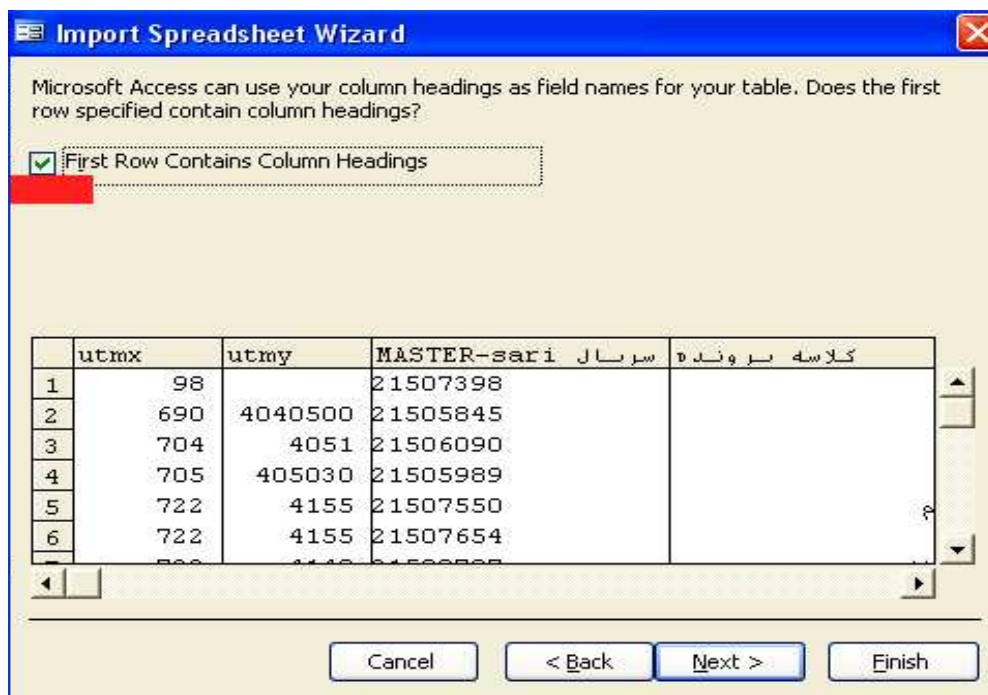 Import Spreadsheet Wizard
Microsoft Access can use your column headings as field names for your table. Does the first
row specified contain column headings?
First Row Contains Column Headings
utmx utmy MASTER-sari سریال کلاسه پرونده
1 98 21507398
2 690 4040500 21505845
3 704 4051 21506090
4 705 405030 21505989
5 722 4155 21507550
6 722 4155 21507654
Cancel < Back Next > Finish